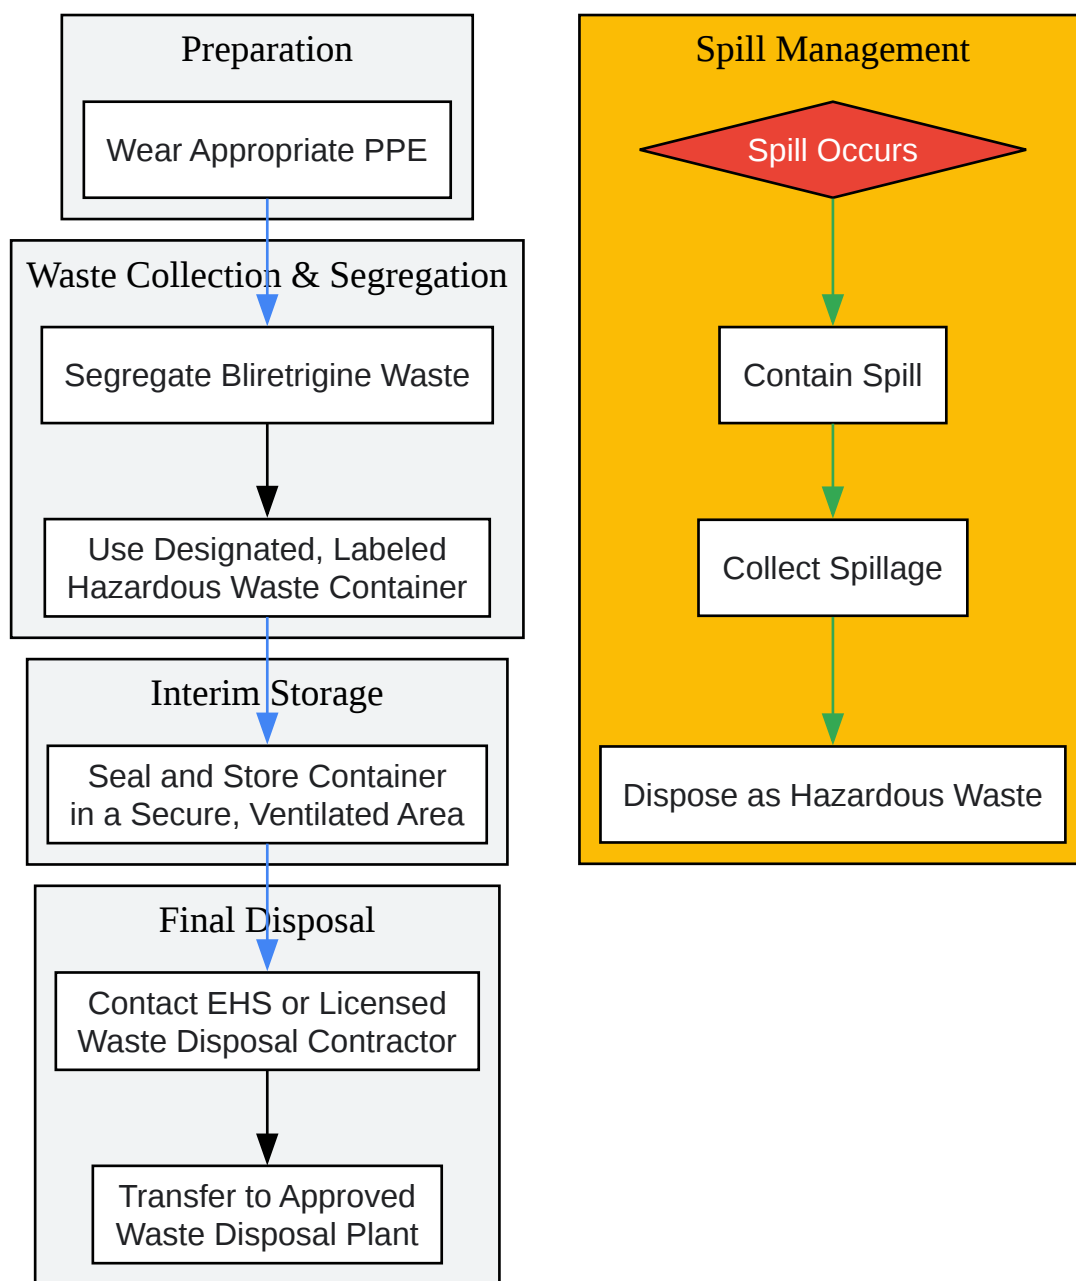 Preparation
Wear Appropriate PPE
Waste Collection & Segregation
Segregate Bliretrigine Waste
Use Designated, Labeled
Hazardous Waste Container
Interim Storage
Seal and Store Container
in a Secure, Ventilated Area
Final Disposal
Contact EHS or Licensed
Waste Disposal Contractor
Transfer to Approved
Waste Disposal Plant
Spill Management
Spill Occurs
Contain Spill
Collect Spillage
Dispose as Hazardous Waste